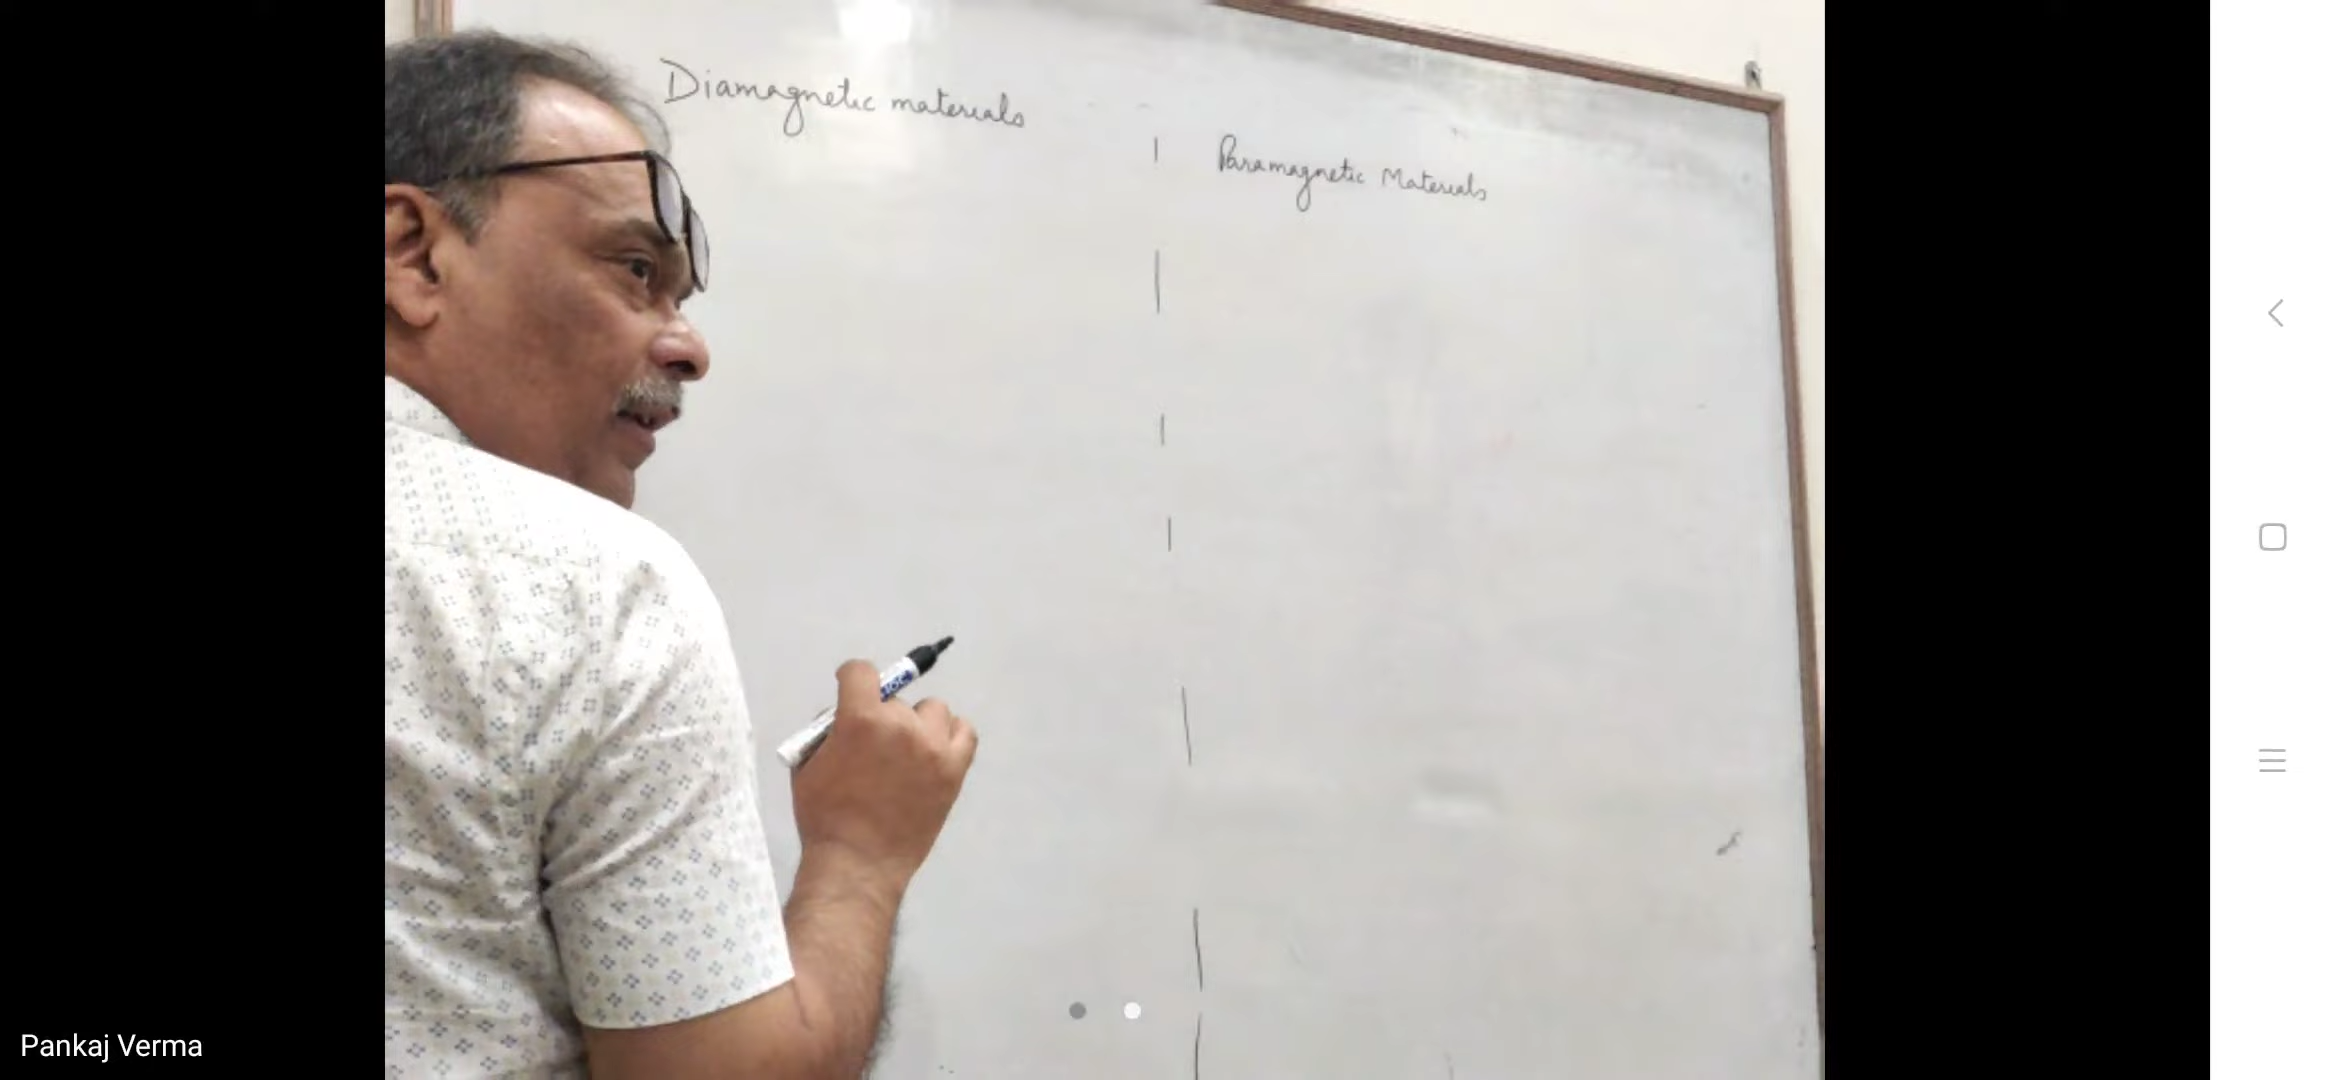 Diamagnetic materials
Paramagnetic Materials
Pankaj Verma